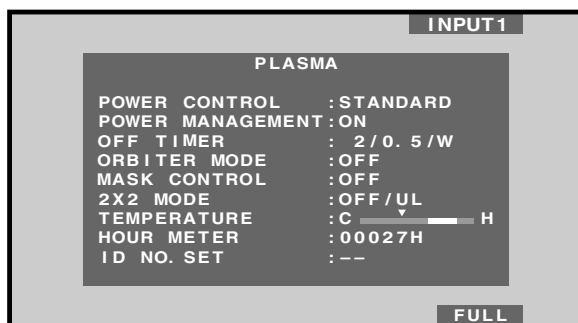 INPUT1
PLASMA
POWER CONTROL :STANDARD
POWER MANAGEMENT:ON
OFF TIMER : 2/0.5/W
ORBITER MODE :OFF
MASK CONTROL :OFF
2X2 MODE :OFF/UL
TEMPERATURE :C H
HOUR METER :00027H
ID NO. SET :––
FULL